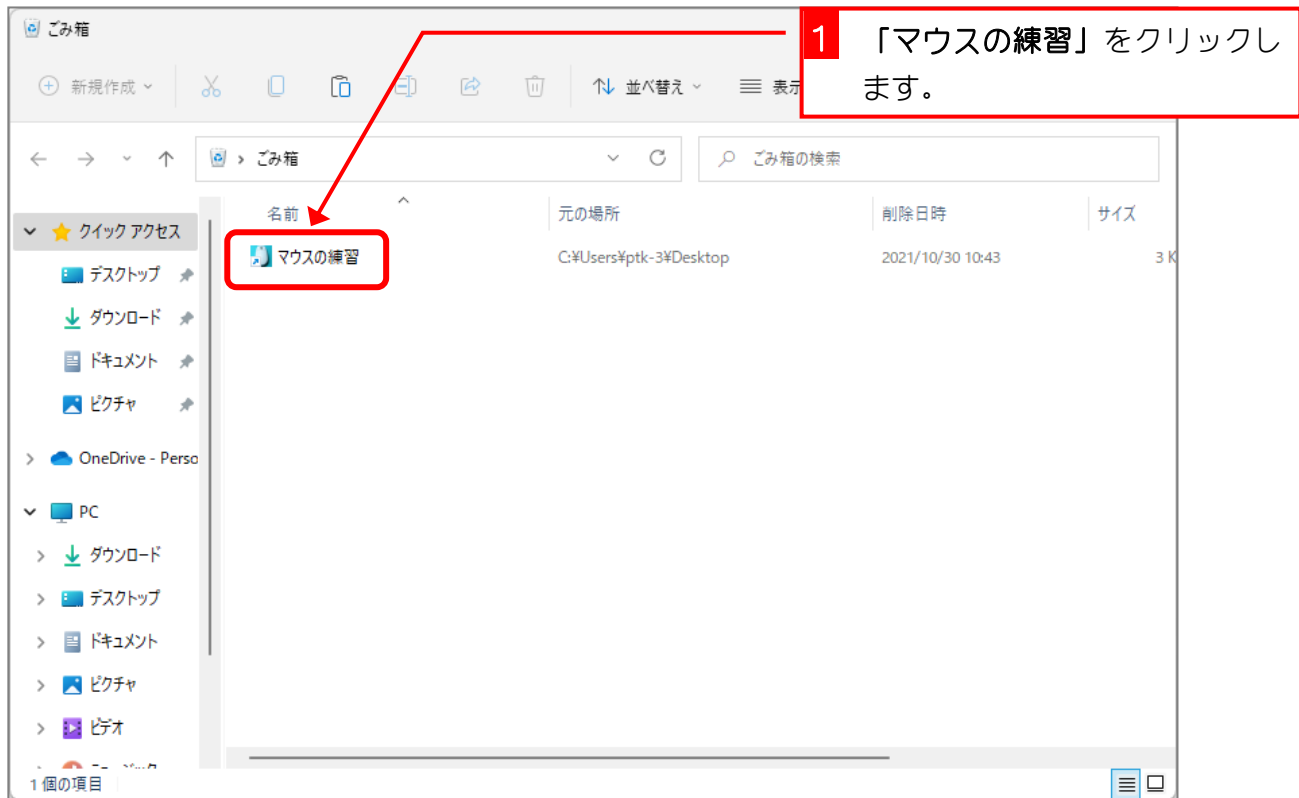 ごみ箱
1 「マウスの練習」をクリックし
ます。
新規作成
並べ替え
表示
ごみ箱
ごみ箱の検索
名前
元の場所
削除日時
サイズ
マウスの練習
C:¥Users¥ptk-3¥Desktop
2021/10/30 10:43
3 K
クイック アクセス
デスクトップ
ダウンロード
ドキュメント
ピクチャ
OneDrive - Perso
PC
ダウンロード
デスクトップ
ドキュメント
ピクチャ
ビデオ
1 個の項目